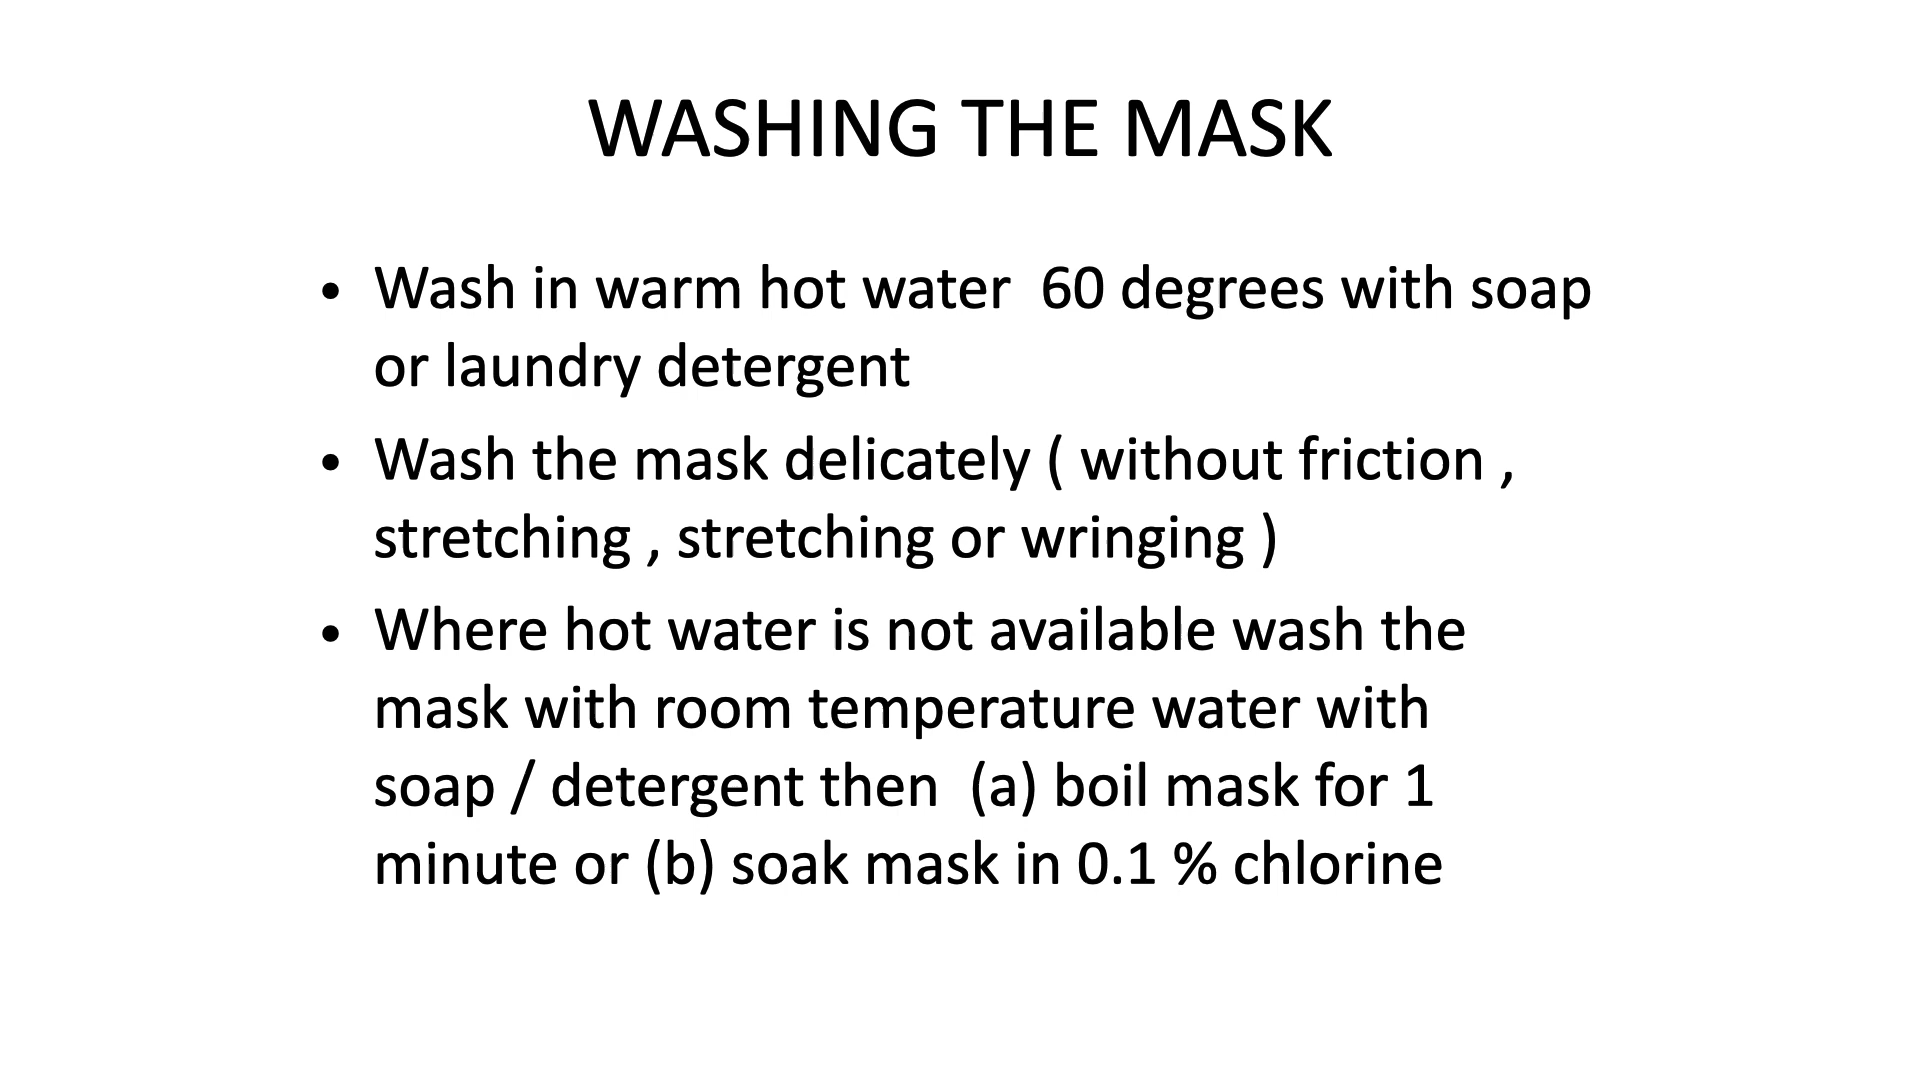 WASHING THE MASK
• Wash in warm hot water  60 degrees with soap
or laundry detergent
• Wash the mask delicately ( without friction ,
stretching , stretching or wringing )
• Where hot water is not available wash the
mask with room temperature water with
soap / detergent then  (a) boil mask for 1
minute or (b) soak mask in 0.1 % chlorine